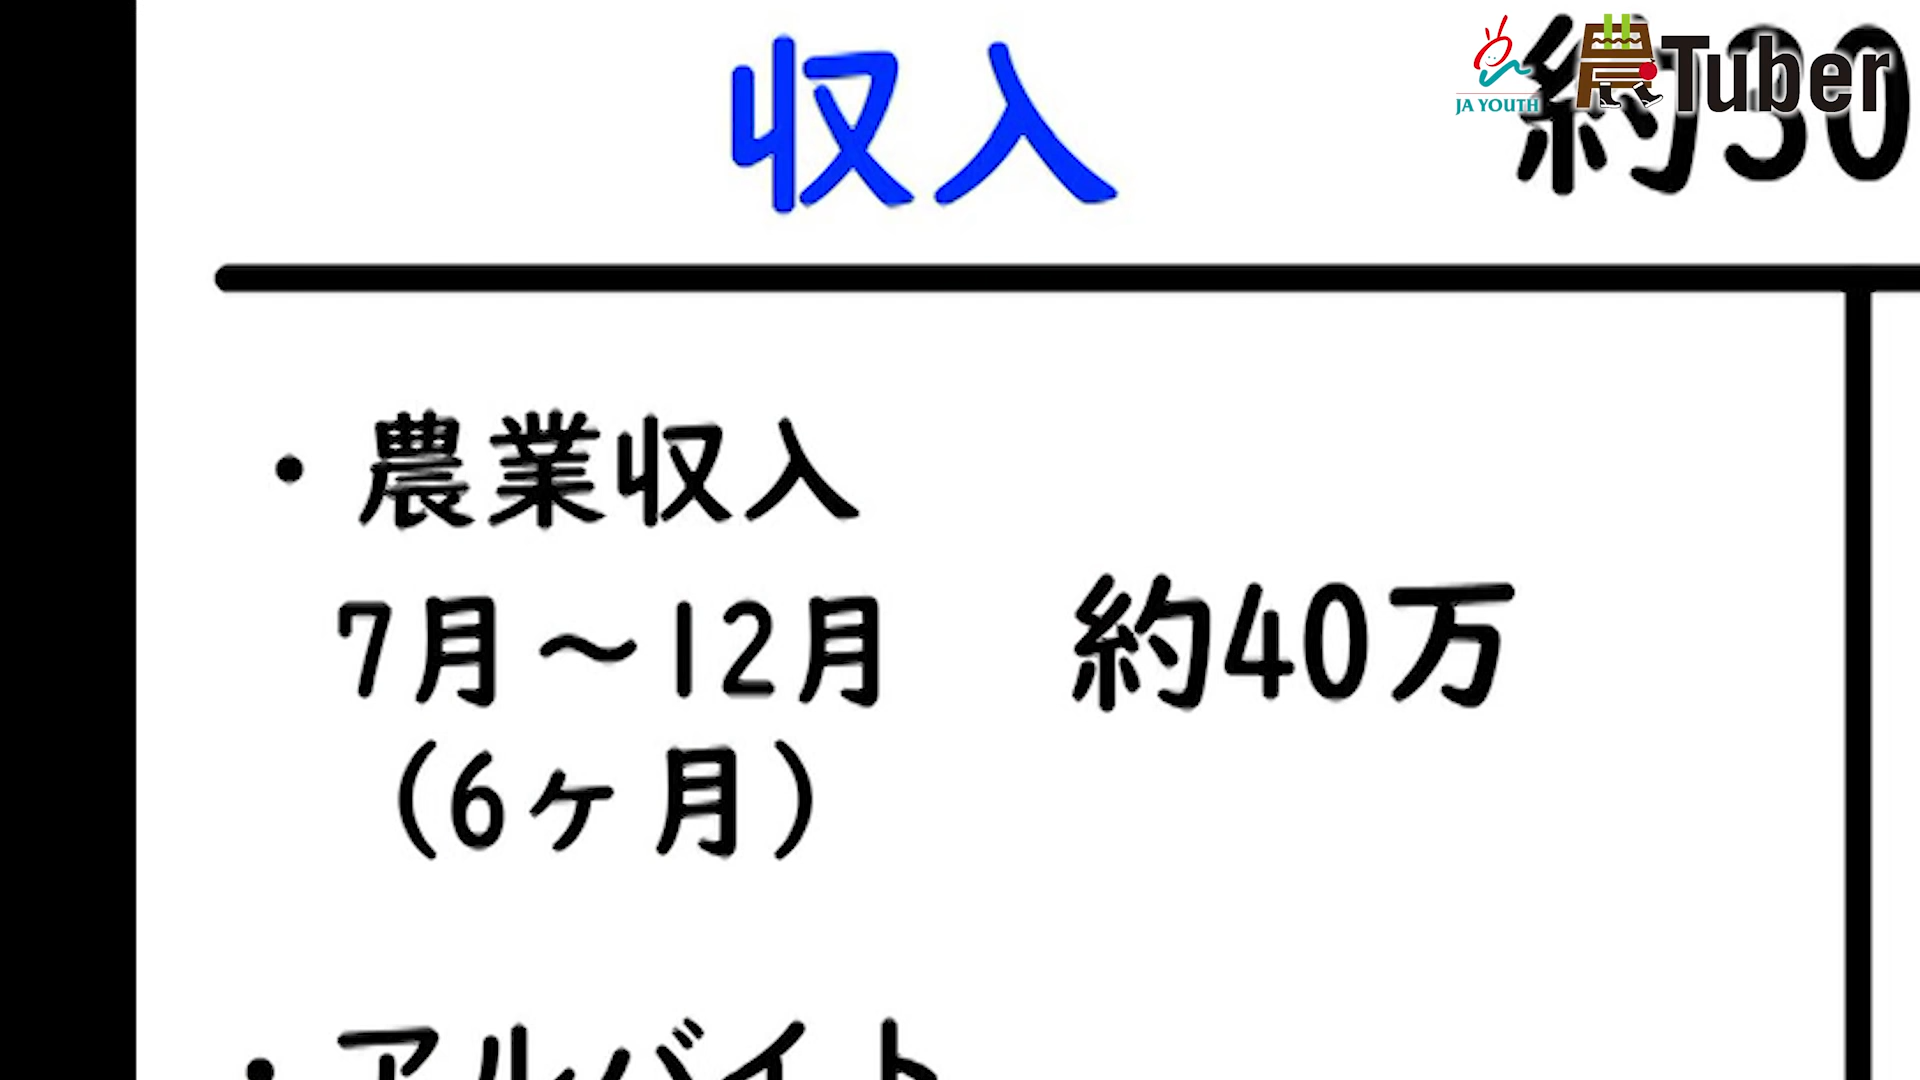 収入
約30
JA YOUTH
農Tuber
・農業収入
7月～12月 約40万
(6ヶ月)
・アルバイト